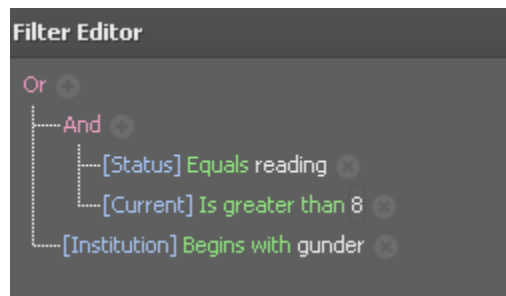 Filter Editor
Or
And
[Status] Equals reading
[Current] Is greater than 8
[Institution] Begins with gunder